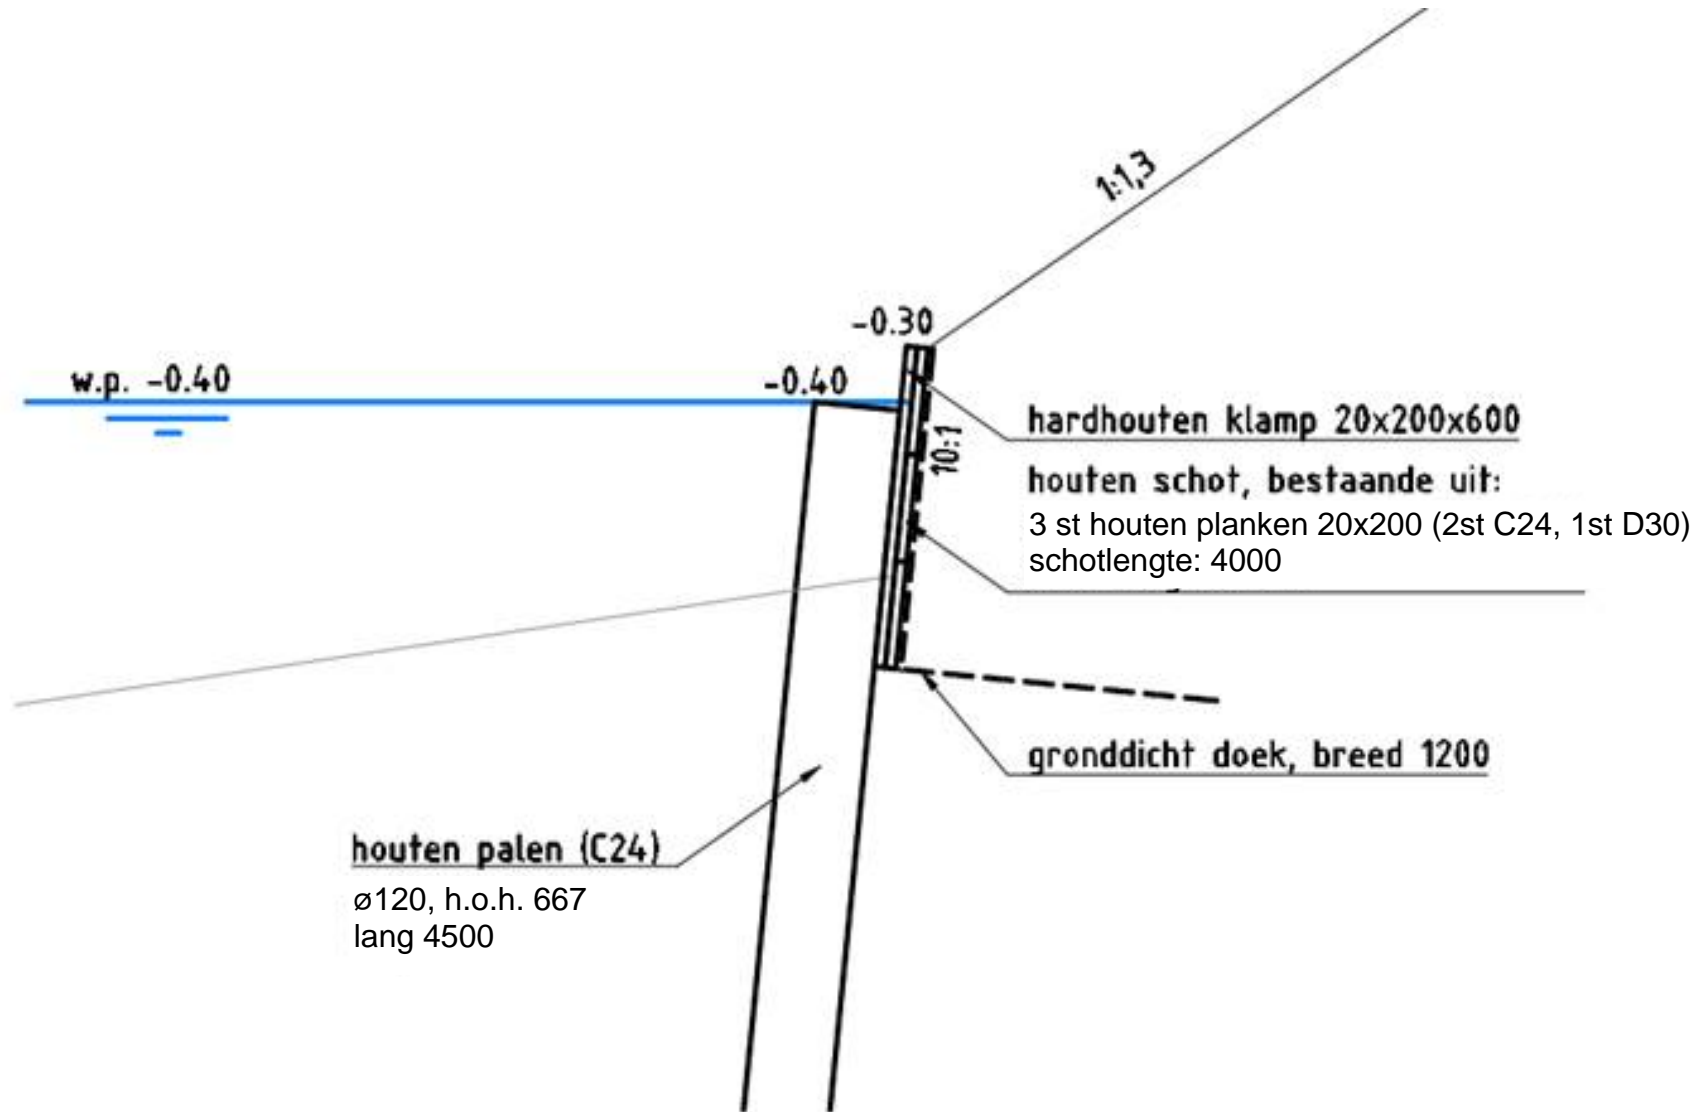 1:1,3
-0.30
w.p. -0.40
-0.40
hardhouten klamp 20x200x600
10:1
houten schot, bestaande uit:
3 st houten planken 20x200 (2st C24, 1st D30)
schotlengte: 4000
gronddicht doek, breed 1200
houten palen (C24)
ø120, h.o.h. 667
lang 4500